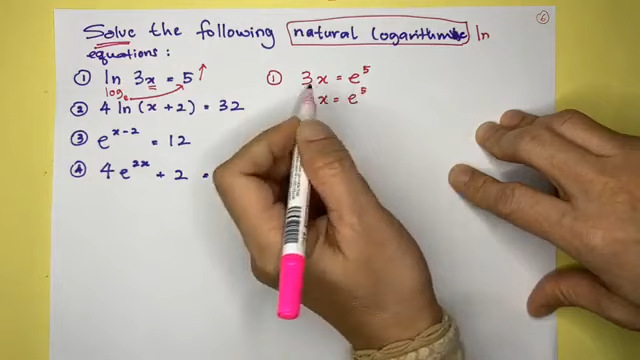 Solve the following natural logarithmic ln
equations:
① ln 3x = 5
logₑ
② 4 ln (x + 2) = 32
③ e^(x-2) = 12
④ 4e^(2x) + 2 =
① 3x = e^5
x = e^5
⑥